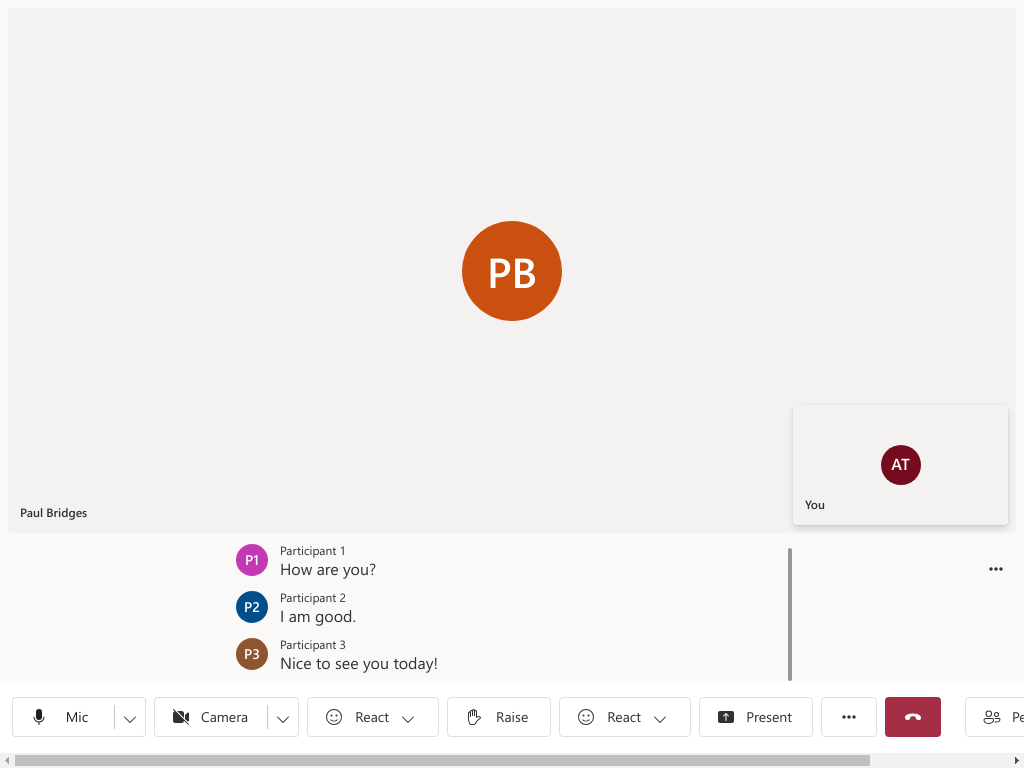 PB
Paul Bridges
AT
You
P1
Participant 1
How are you?
P2
Participant 2
I am good.
P3
Participant 3
Nice to see you today!
Mic
Camera
React
Raise
React
Present